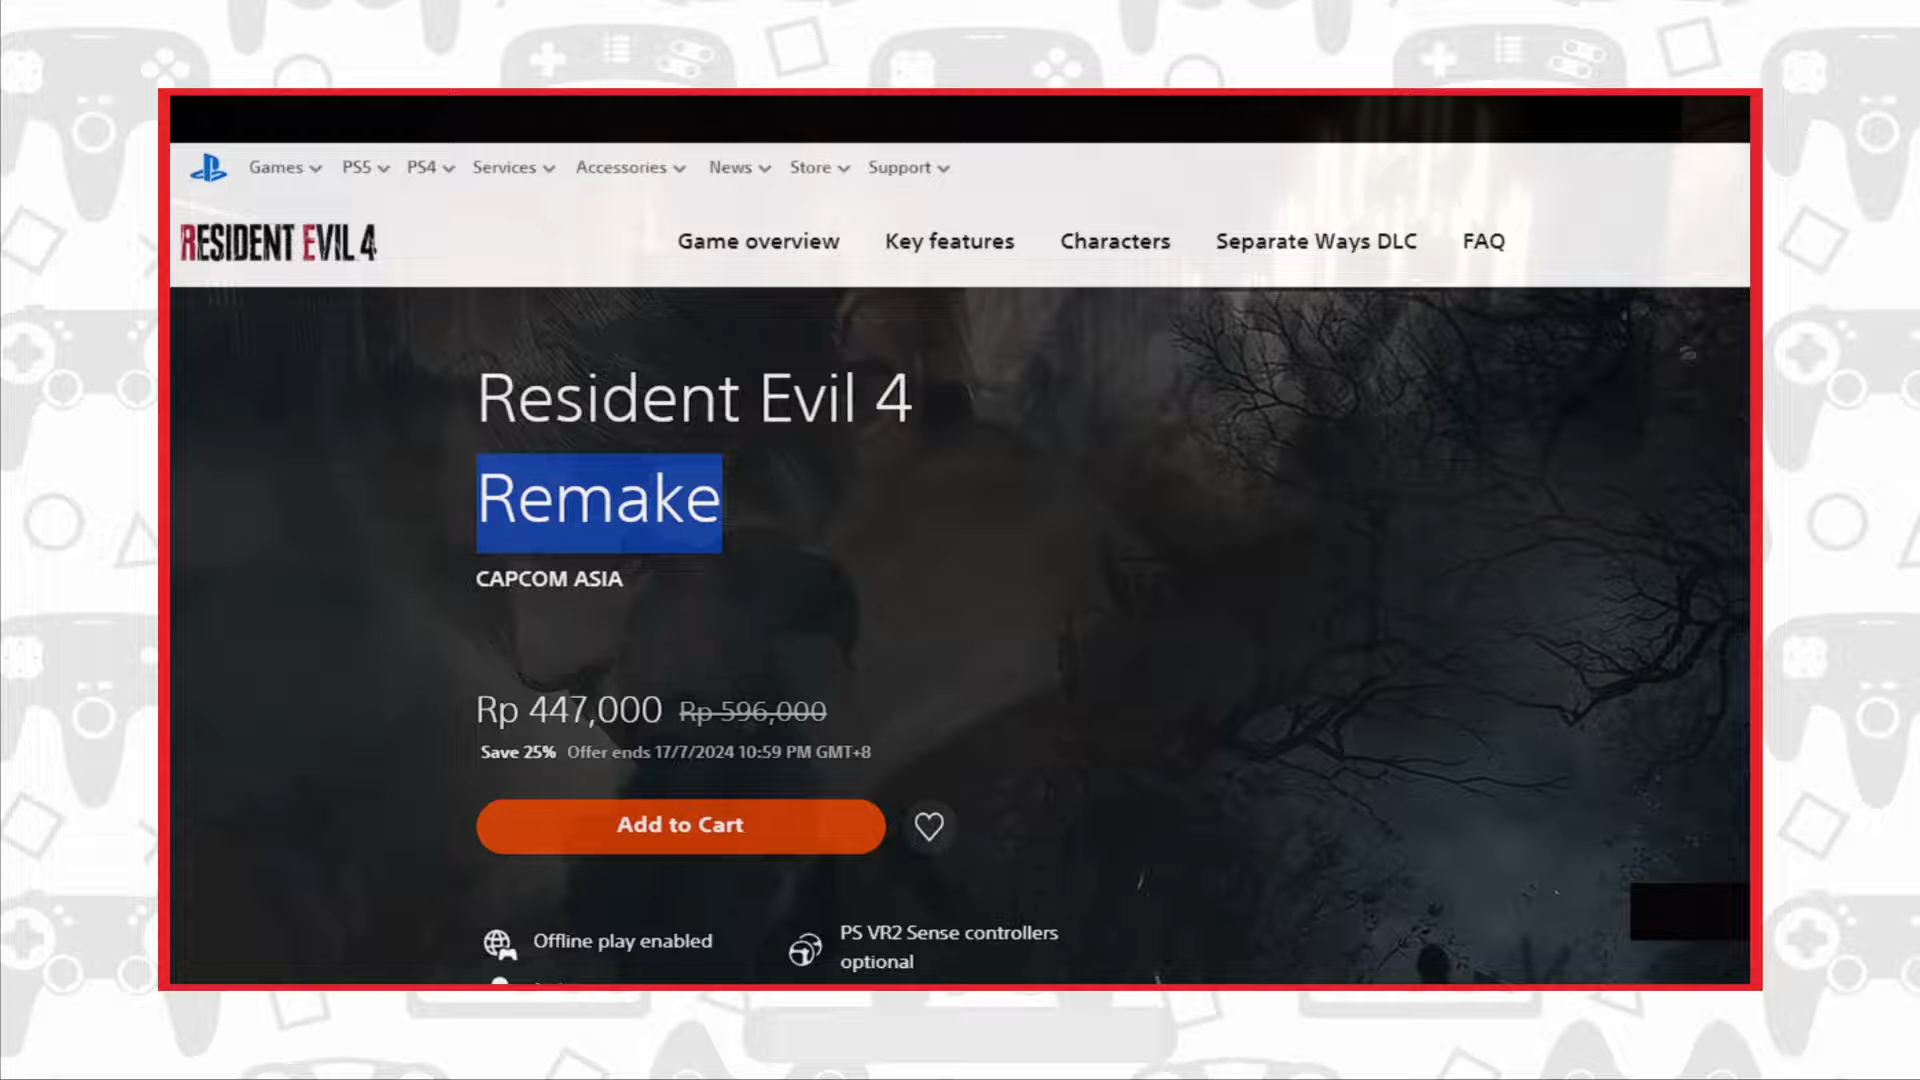 Games PS5 PS4 Services Accessories News Store Support
RESIDENT EVIL 4
Game overview Key features Characters Separate Ways DLC FAQ
Resident Evil 4
Remake
CAPCOM ASIA
Rp 447,000 Rp 596,000
Save 25% Offer ends 17/7/2024 10:59 PM GMT+8
Add to Cart
Offline play enabled
PS VR2 Sense controllers
optional